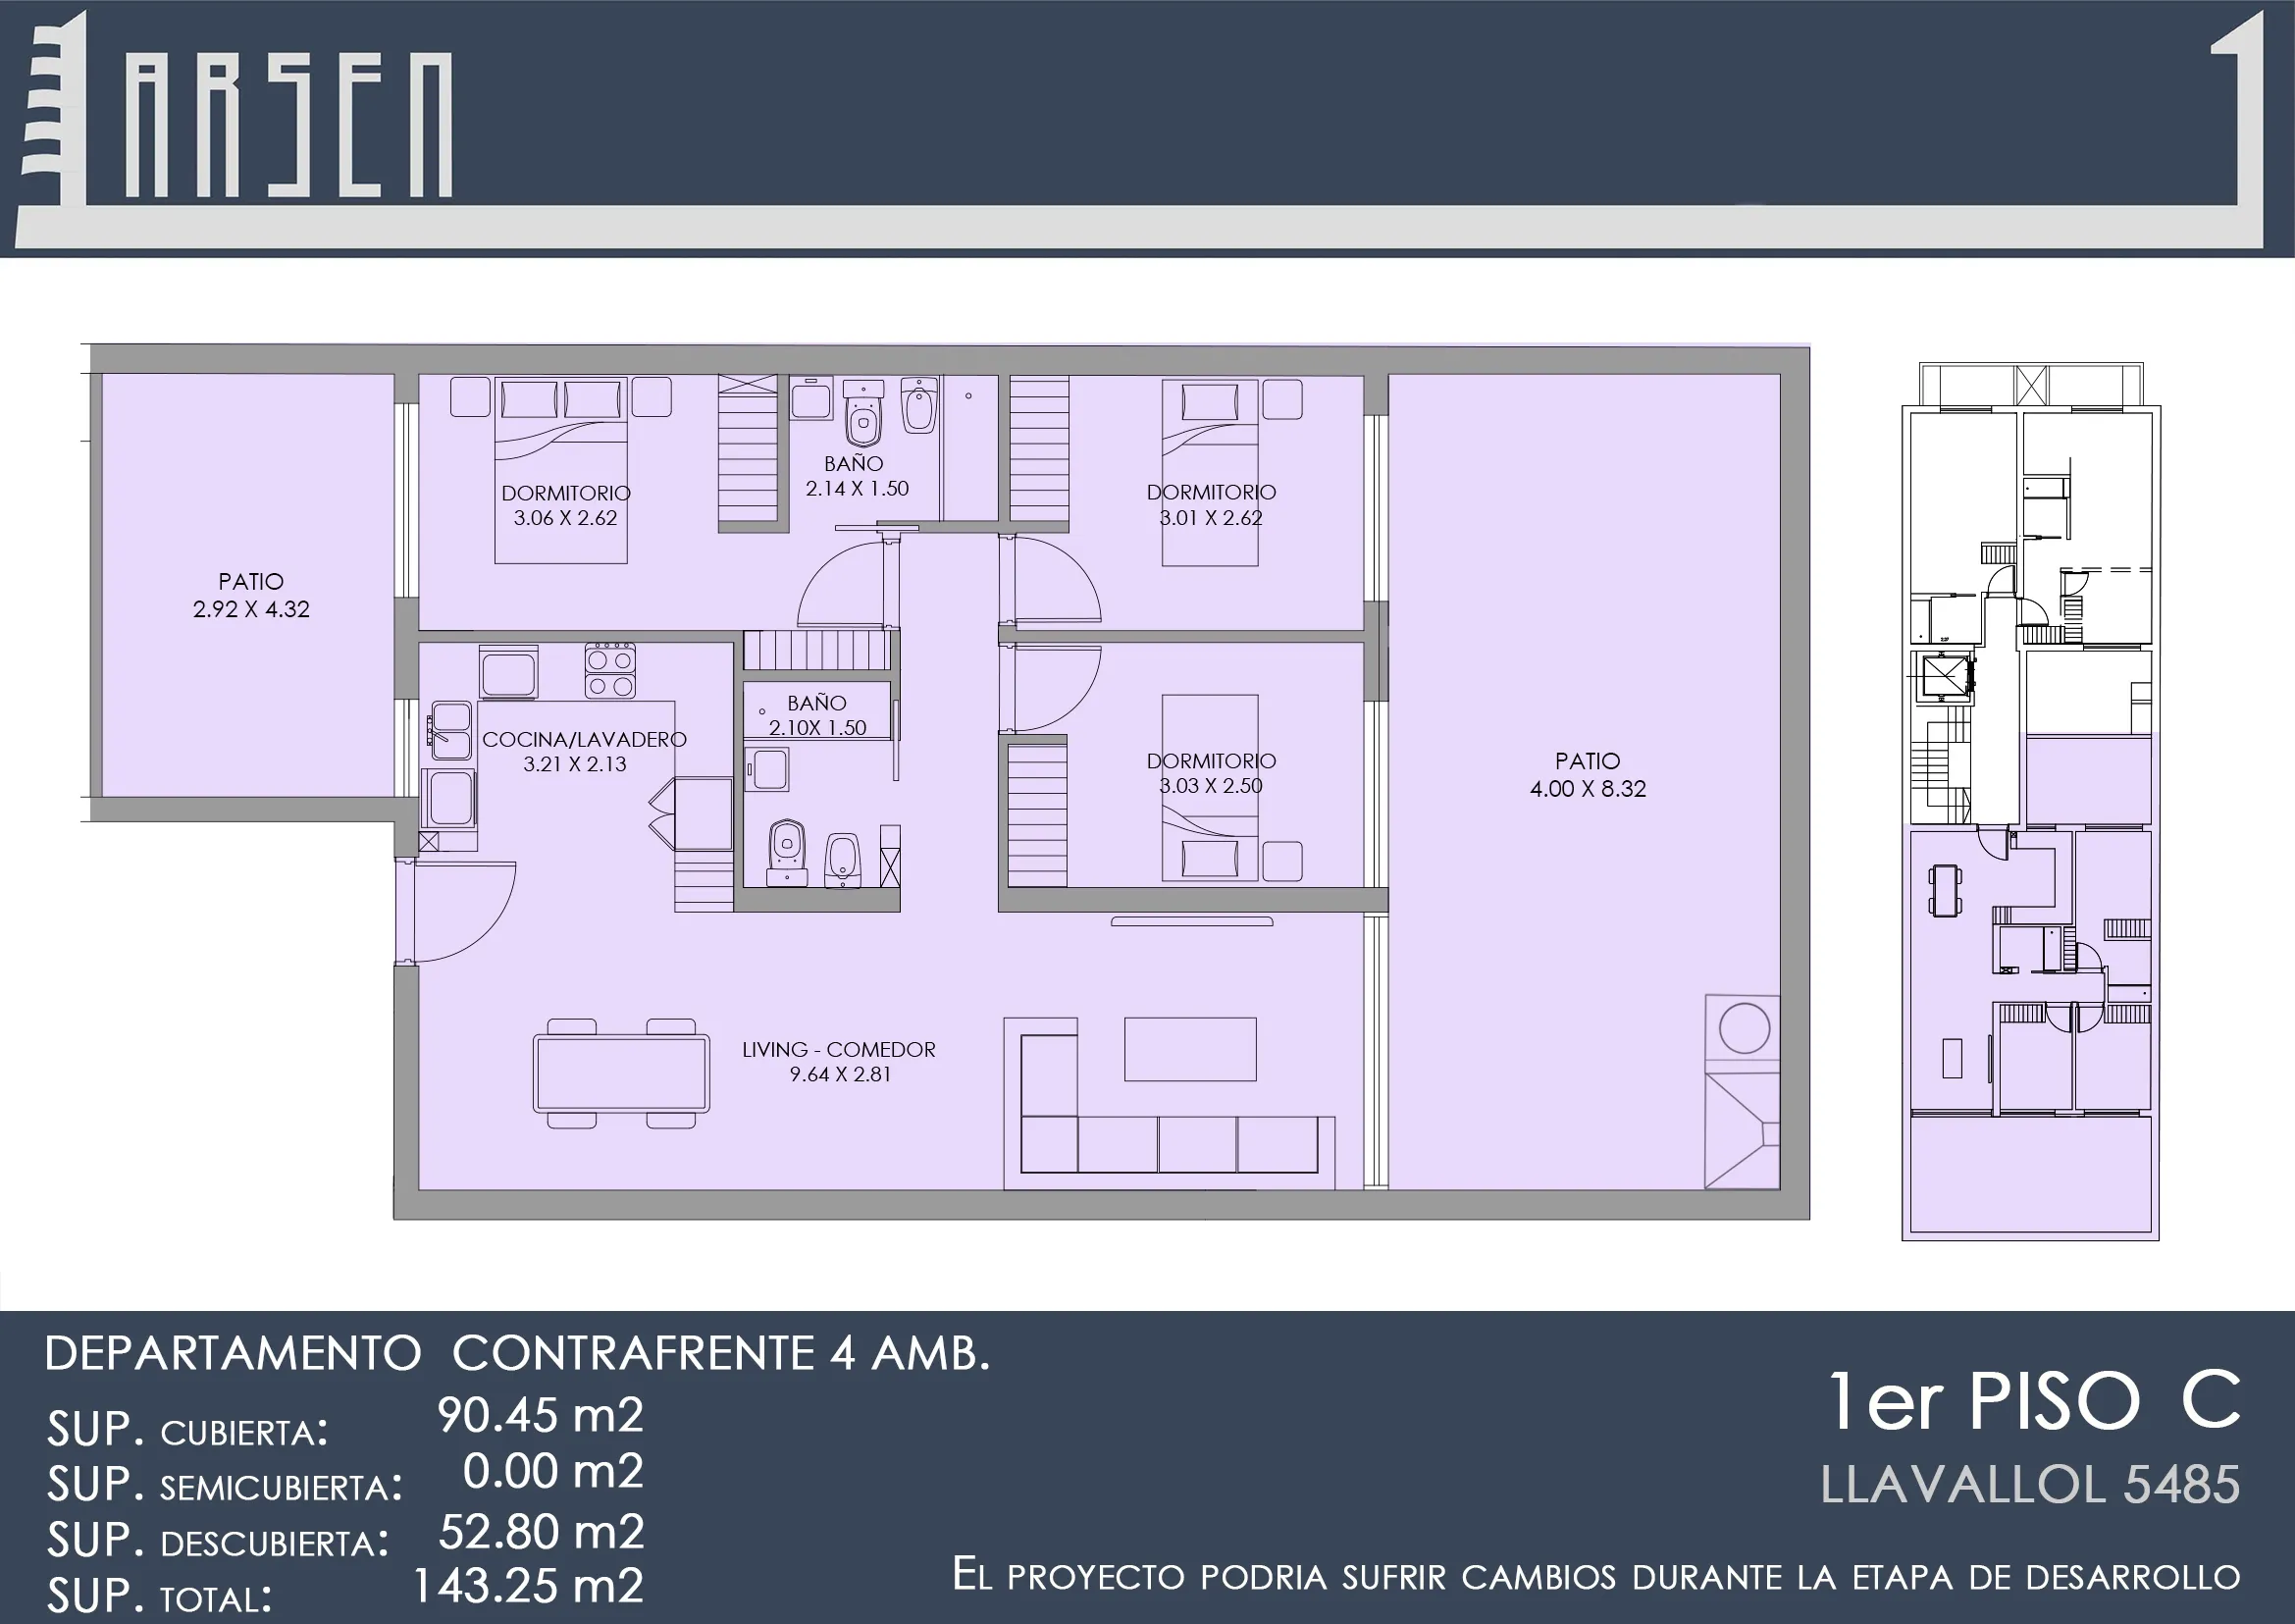 LARSEN
DORMITORIO
3.06 X 2.62
BAÑO
2.14 X 1.50
DORMITORIO
3.01 X 2.62
PATIO
2.92 X 4.32
COCINA/LAVADERO
3.21 X 2.13
BAÑO
2.10X 1.50
DORMITORIO
3.03 X 2.50
PATIO
4.00 X 8.32
LIVING - COMEDOR
9.64 X 2.81
DEPARTAMENTO CONTRAFRENTE 4 AMB.
SUP. CUBIERTA: 90.45 m2
SUP. SEMICUBIERTA: 0.00 m2
SUP. DESCUBIERTA: 52.80 m2
SUP. TOTAL: 143.25 m2
1er PISO C
LLAVALLOL 5485
EL PROYECTO PODRIA SUFRIR CAMBIOS DURANTE LA ETAPA DE DESARROLLO